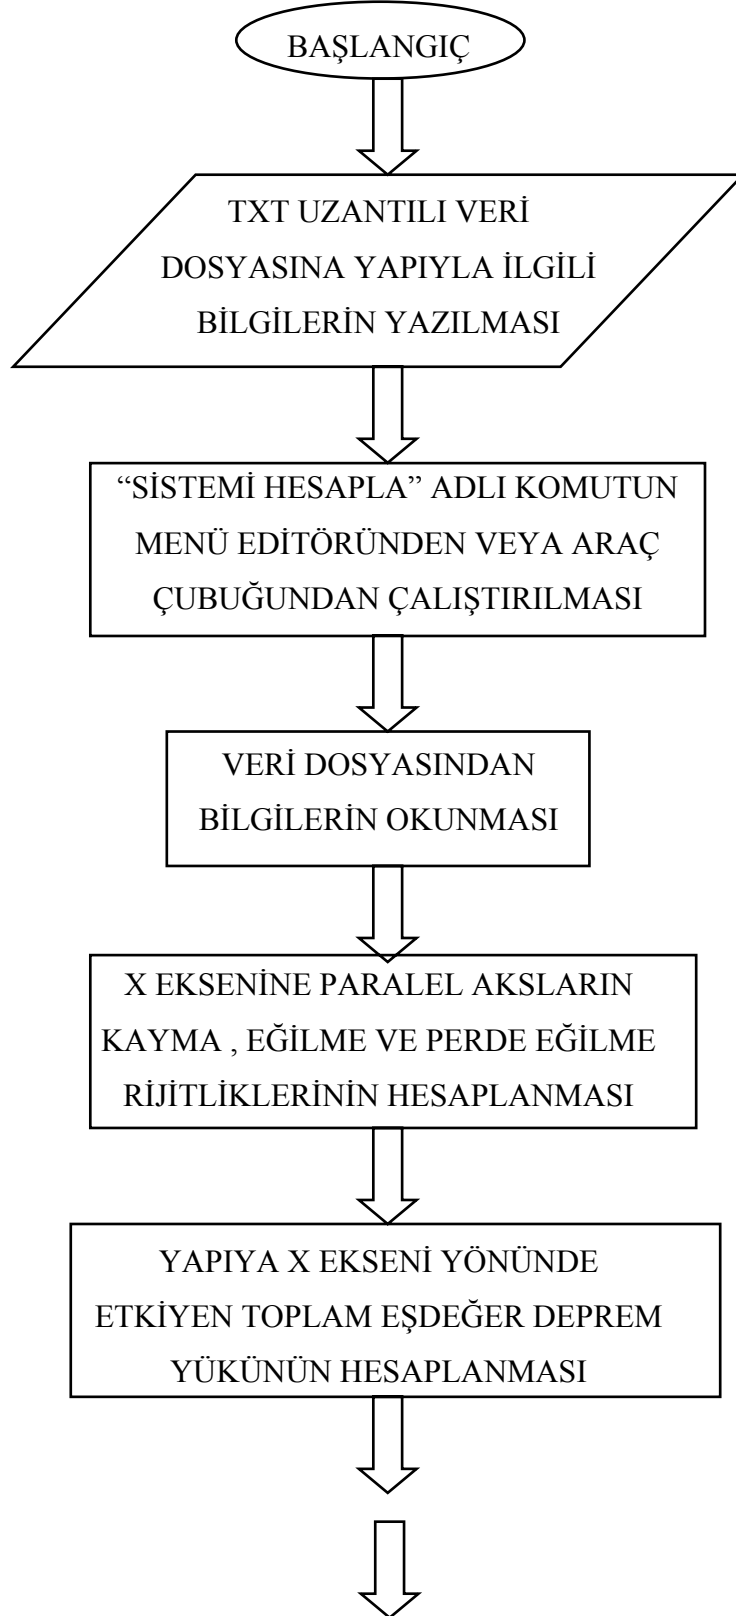 BAŞLANGIÇ
TXT UZANTILI VERİ
DOSYASINA YAPIYLA İLGİLİ
BİLGİLERİN YAZILMASI
“SİSTEMİ HESAPLA” ADLI KOMUTUN
MENÜ EDİTÖRÜNDEN VEYA ARAÇ
ÇUBUĞUNDAN ÇALIŞTIRILMASI
VERİ DOSYASINDAN
BİLGİLERİN OKUNMASI
X EKSENİNE PARALEL AKSLARIN
KAYMA , EĞİLME VE PERDE EĞİLME
RİJİTLİKLERİNİN HESAPLANMASI
YAPIYA X EKSENİ YÖNÜNDE
ETKİYEN TOPLAM EŞDEĞER DEPREM
YÜKÜNÜN HESAPLANMASI